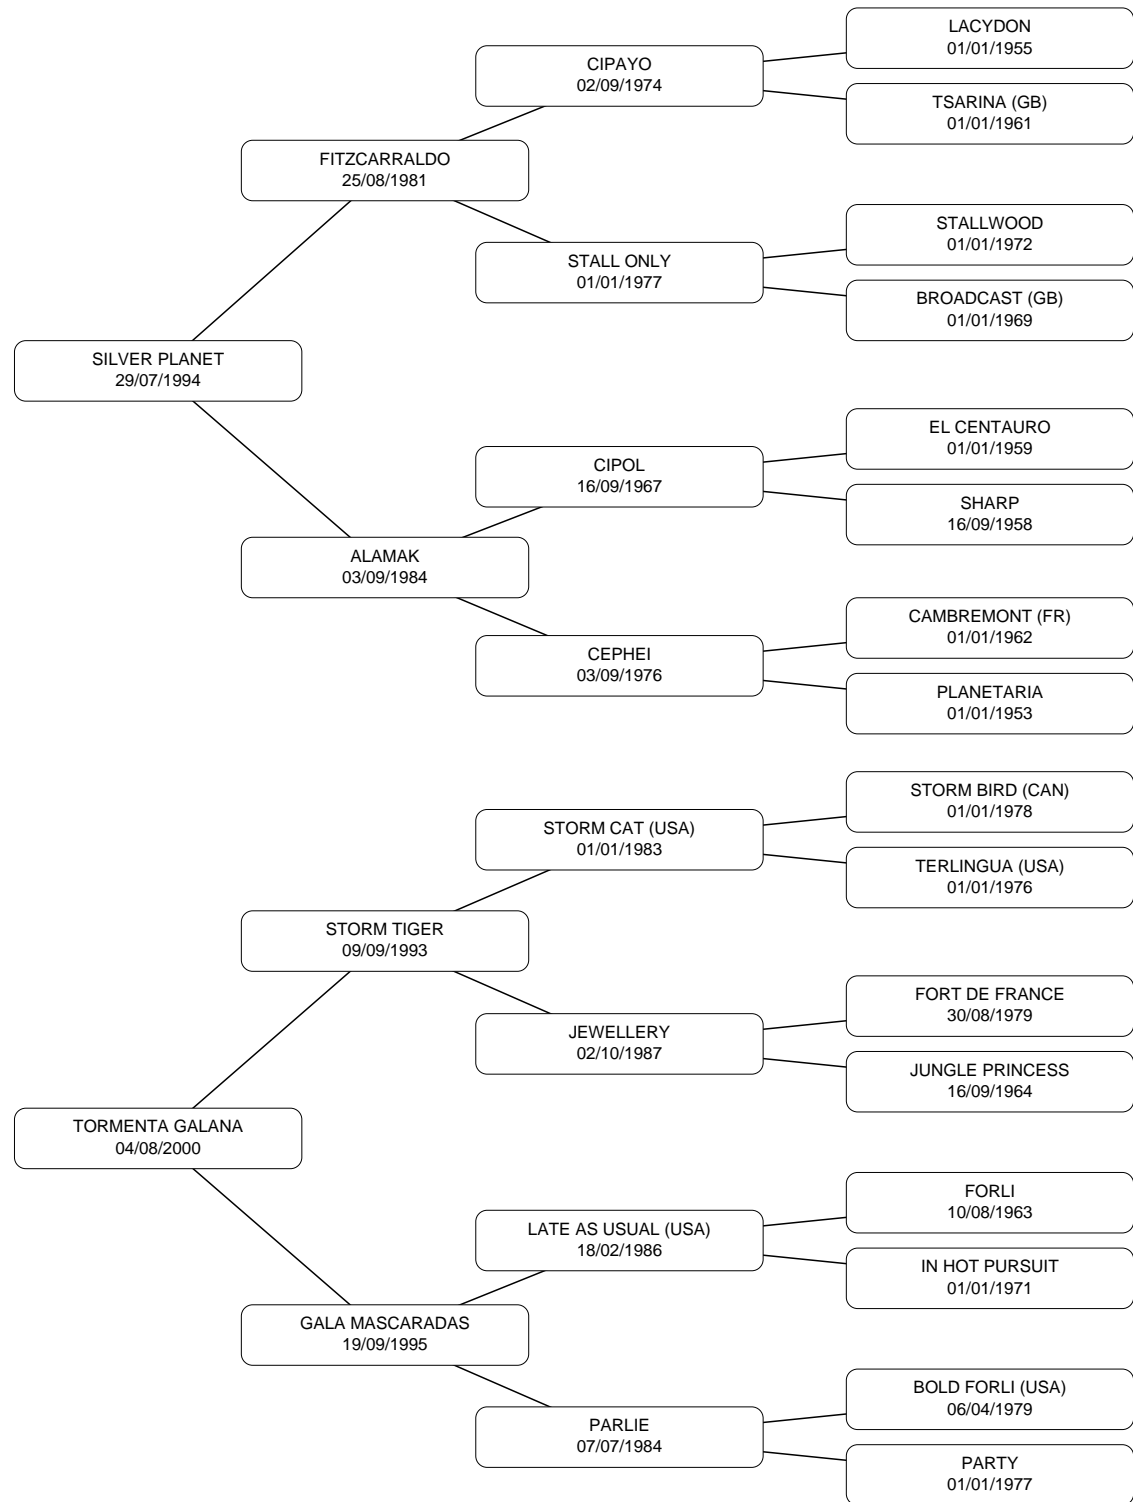 LACYDON
01/01/1955
CIPAYO
02/09/1974
TSARINA (GB)
01/01/1961
FITZCARRALDO
25/08/1981
STALLWOOD
01/01/1972
STALL ONLY
01/01/1977
BROADCAST (GB)
01/01/1969
SILVER PLANET
29/07/1994
EL CENTAURO
01/01/1959
CIPOL
16/09/1967
SHARP
16/09/1958
ALAMAK
03/09/1984
CAMBREMONT (FR)
01/01/1962
CEPHEI
03/09/1976
PLANETARIA
01/01/1953
STORM BIRD (CAN)
01/01/1978
STORM CAT (USA)
01/01/1983
TERLINGUA (USA)
01/01/1976
STORM TIGER
09/09/1993
FORT DE FRANCE
30/08/1979
JEWELLERY
02/10/1987
JUNGLE PRINCESS
16/09/1964
TORMENTA GALANA
04/08/2000
FORLI
10/08/1963
LATE AS USUAL (USA)
18/02/1986
IN HOT PURSUIT
01/01/1971
GALA MASCARADAS
19/09/1995
BOLD FORLI (USA)
06/04/1979
PARLIE
07/07/1984
PARTY
01/01/1977